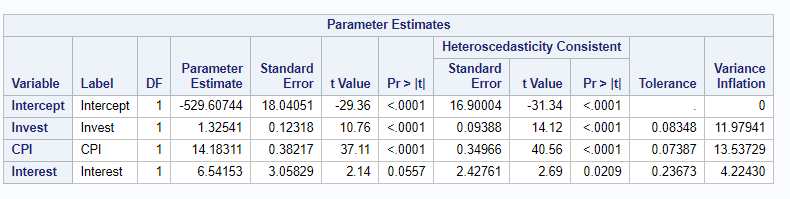 Parameter Estimates
Heteroscedasticity Consistent
Variable Label DF Parameter Estimate Standard Error t Value Pr > |t| Standard Error t Value Pr > |t| Tolerance Variance Inflation
Intercept Intercept 1 -529.60744 18.04051 -29.36 <.0001 16.90004 -31.34 <.0001 . 0
Invest Invest 1 1.32541 0.12318 10.76 <.0001 0.09388 14.12 <.0001 0.08348 11.97941
CPI CPI 1 14.18311 0.38217 37.11 <.0001 0.34966 40.56 <.0001 0.07387 13.53729
Interest Interest 1 6.54153 3.05829 2.14 0.0557 2.42761 2.69 0.0209 0.23673 4.22430